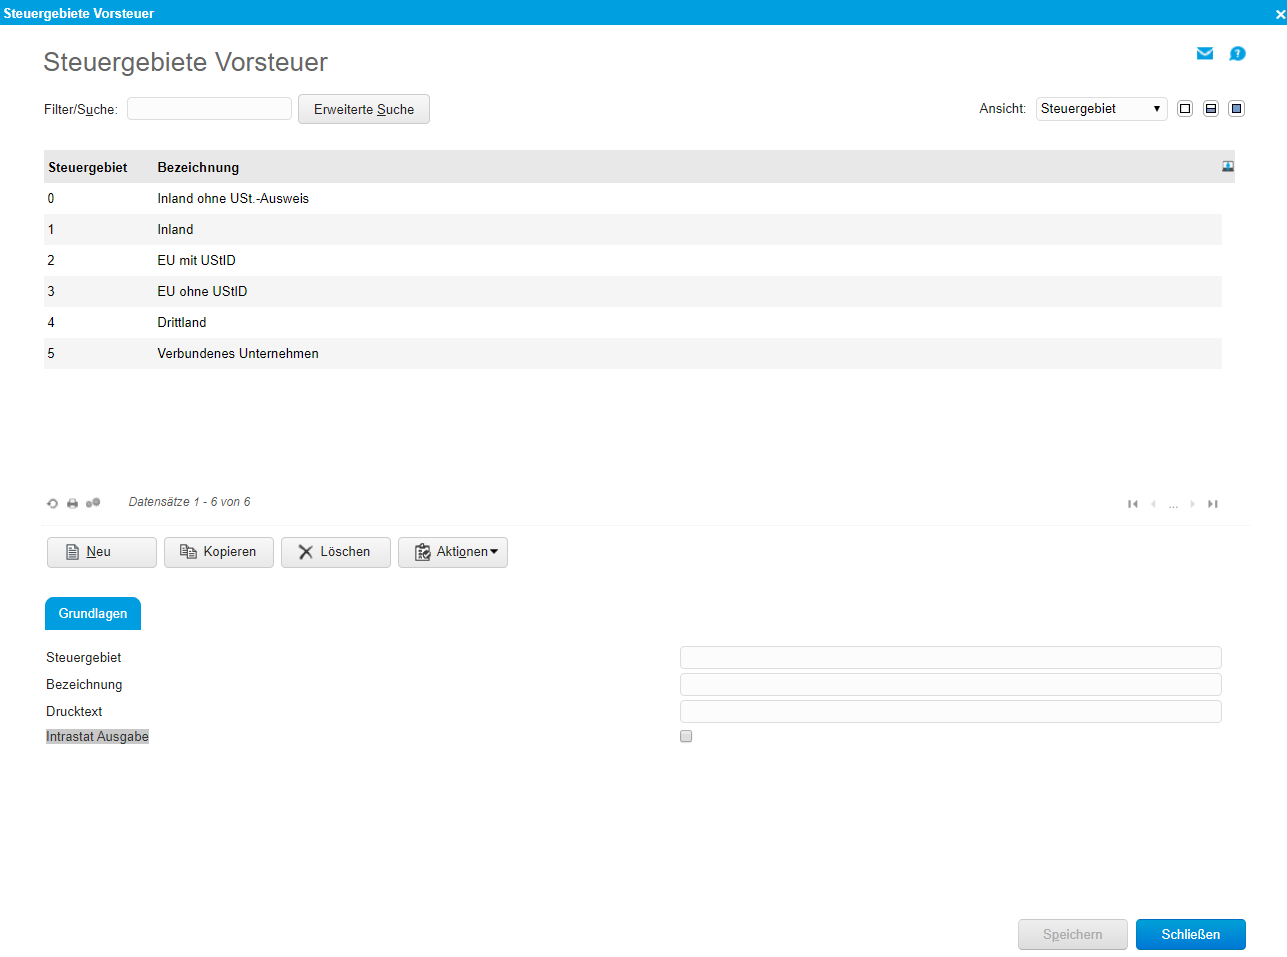 Steuergebiete Vorsteuer
Steuergebiete Vorsteuer
Filter/Suche: Erweiterte Suche Ansicht: Steuergebiet
Steuergebiet Bezeichnung
0 Inland ohne USt.-Ausweis
1 Inland
2 EU mit UStID
3 EU ohne UStID
4 Drittland
5 Verbundenes Unternehmen
Datensätze 1 - 6 von 6 ...
Neu Kopieren Löschen Aktionen
Grundlagen
Steuergebiet
Bezeichnung
Drucktext
Intrastat Ausgabe
Speichern Schließen